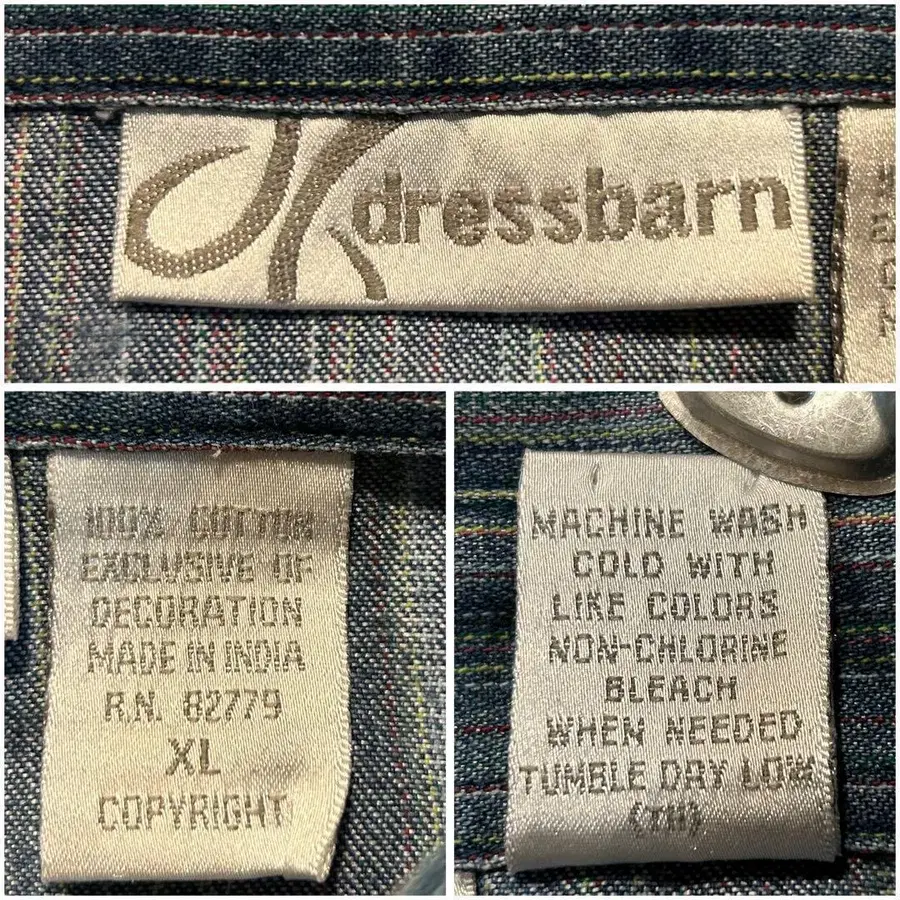 dressbarn
100% COTTON
EXCLUSIVE OF
DECORATION
MADE IN INDIA
R.N. 82779
XL
COPYRIGHT
MACHINE WASH
COLD WITH
LIKE COLORS
NON-CHLORINE
BLEACH
WHEN NEEDED
TUMBLE DRY LOW
(TH)